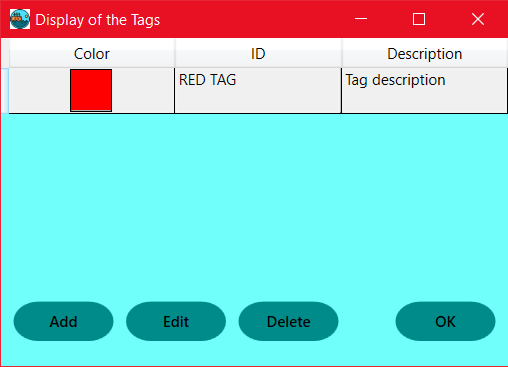 Display of the Tags
Color ID Description
RED TAG Tag description
Add Edit Delete OK